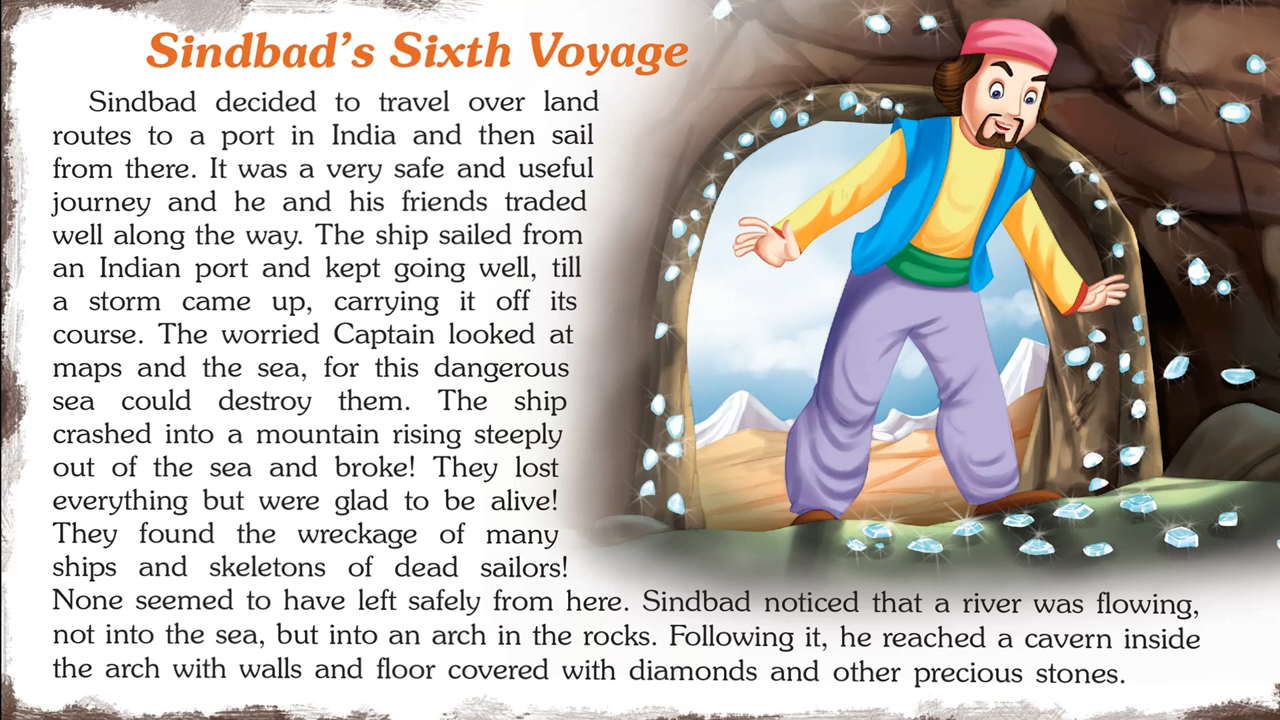 Sindbad's Sixth Voyage
Sindbad decided to travel over land
routes to a port in India and then sail
from there. It was a very safe and useful
journey and he and his friends traded
well along the way. The ship sailed from
an Indian port and kept going well, till
a storm came up, carrying it off its
course. The worried Captain looked at
maps and the sea, for this dangerous
sea could destroy them. The ship
crashed into a mountain rising steeply
out of the sea and broke! They lost
everything but were glad to be alive!
They found the wreckage of many
ships and skeletons of dead sailors!
None seemed to have left safely from here. Sindbad noticed that a river was flowing,
not into the sea, but into an arch in the rocks. Following it, he reached a cavern inside
the arch with walls and floor covered with diamonds and other precious stones.